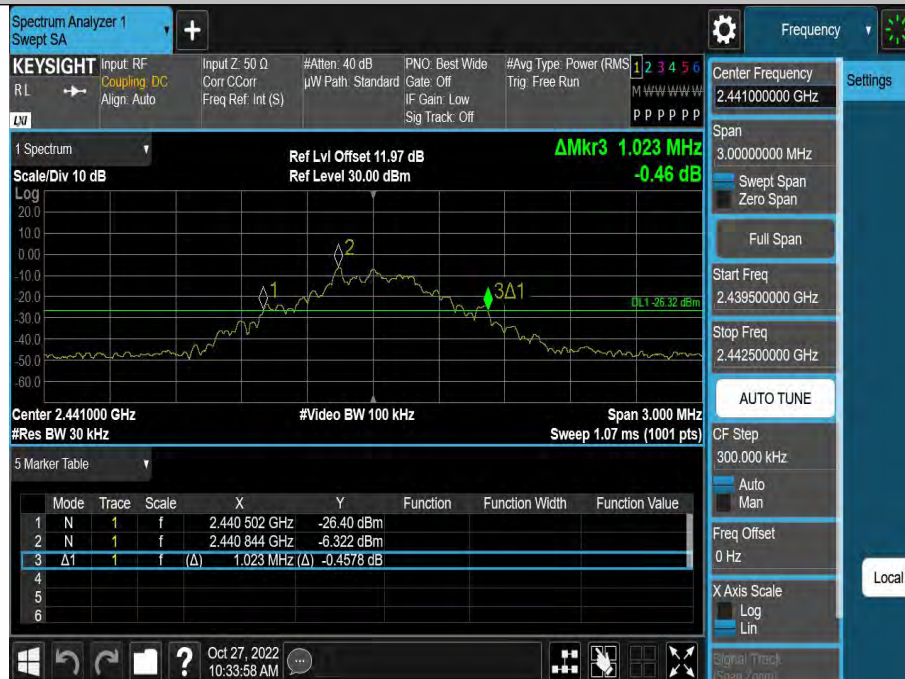 Spectrum Analyzer 1
Swept SA
+
Frequency
KEYSIGHT
RL
LXI
Input: RF
Coupling: DC
Align: Auto
Input Z: 50 Ω
Corr CCorr
Freq Ref: Int (S)
#Atten: 40 dB
µW Path: Standard
PNO: Best Wide
Gate: Off
IF Gain: Low
Sig Track: Off
#Avg Type: Power (RMS
Trig: Free Run
1 2 3 4 5 6
M W W W W W
P P P P P P
1 Spectrum
Scale/Div 10 dB
Ref Lvl Offset 11.97 dB
Ref Level 30.00 dBm
ΔMkr3 1.023 MHz
-0.46 dB
Log
20.0
10.0
0.00
-10.0
-20.0
-30.0
-40.0
-50.0
-60.0
1
2
3Δ1
DL1 -26.32 dBm
Center 2.441000 GHz
#Res BW 30 kHz
#Video BW 100 kHz
Span 3.000 MHz
Sweep 1.07 ms (1001 pts)
5 Marker Table
Mode Trace Scale X Y Function Function Width Function Value
1 N 1 f 2.440 502 GHz -26.40 dBm
2 N 1 f 2.440 844 GHz -6.322 dBm
3 Δ1 1 f (Δ) 1.023 MHz (Δ) -0.4578 dB
4
5
6
?
Oct 27, 2022
10:33:58 AM
Center Frequency
2.441000000 GHz
Settings
Span
3.00000000 MHz
Swept Span
Zero Span
Full Span
Start Freq
2.439500000 GHz
Stop Freq
2.442500000 GHz
AUTO TUNE
CF Step
300.000 kHz
Auto
Man
Freq Offset
0 Hz
Local
X Axis Scale
Log
Lin
Signal Track
(Span Zoom)